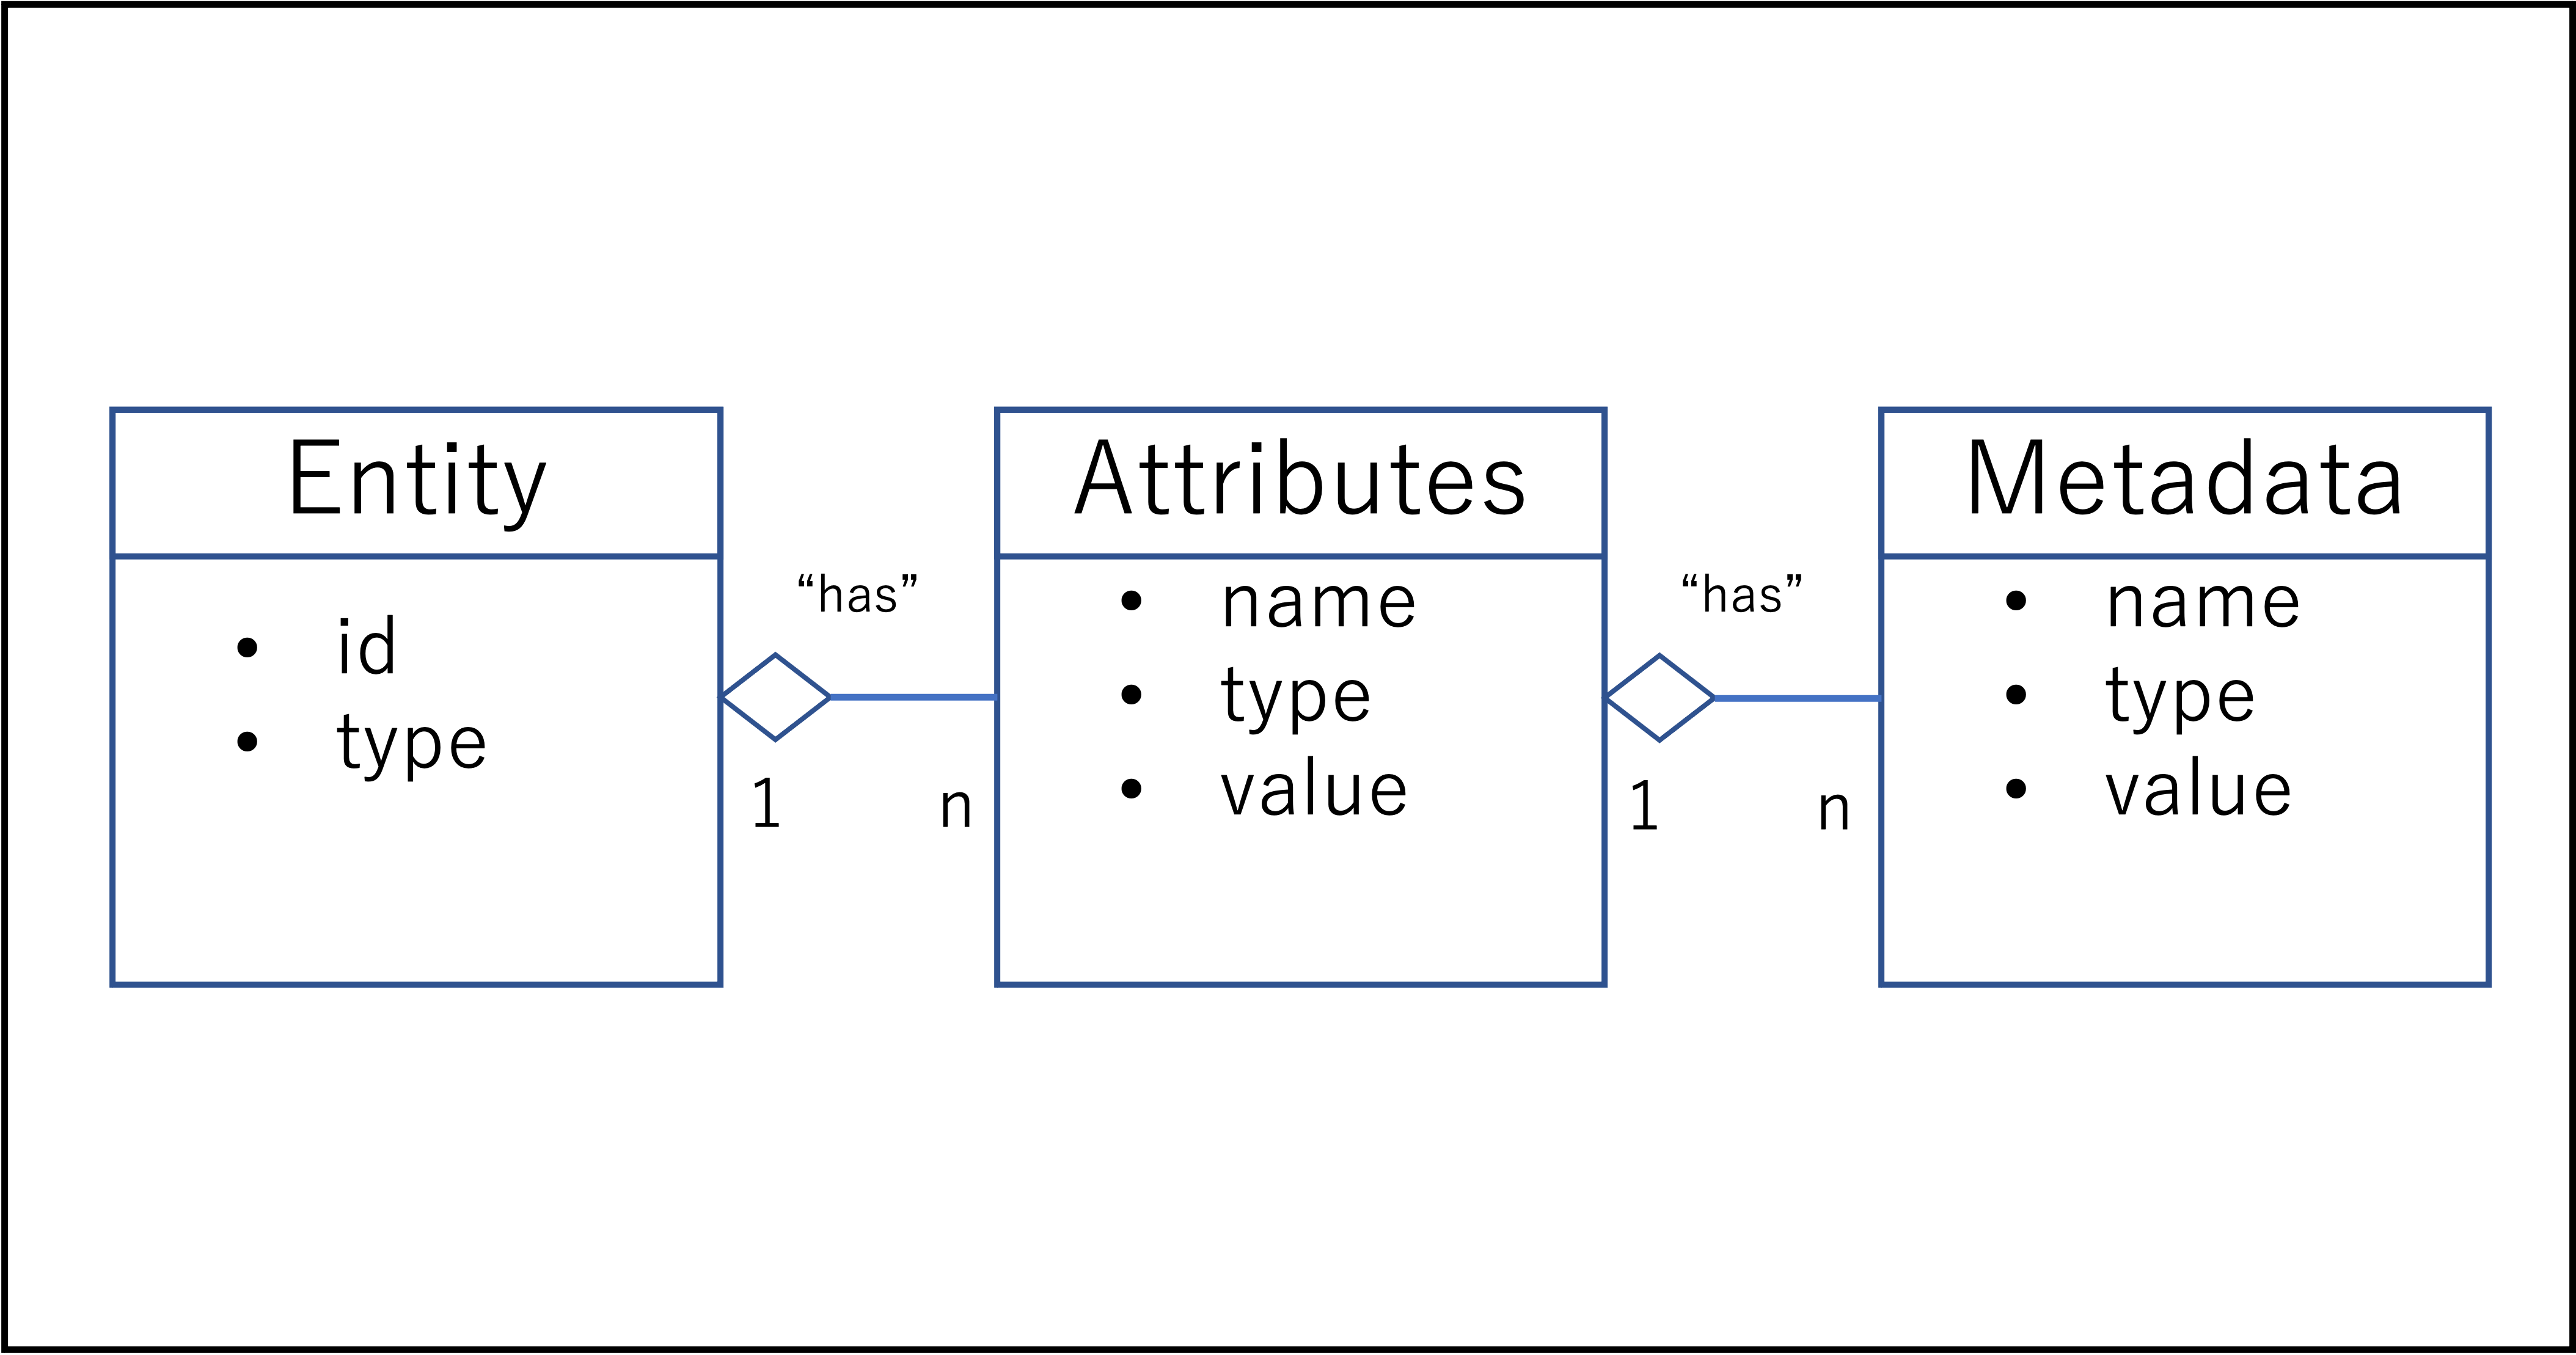 Entity
• id
• type
“has”
1
n
Attributes
• name
• type
• value
“has”
1
n
Metadata
• name
• type
• value